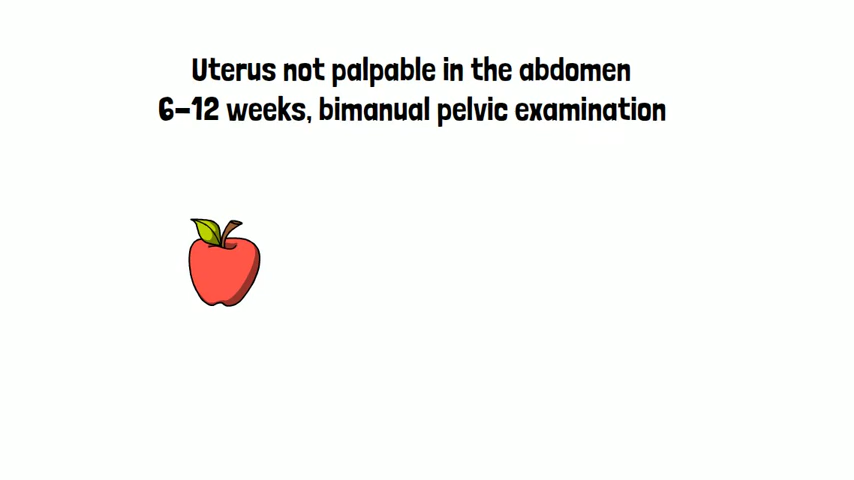 Uterus not palpable in the abdomen
6-12 weeks, bimanual pelvic examination